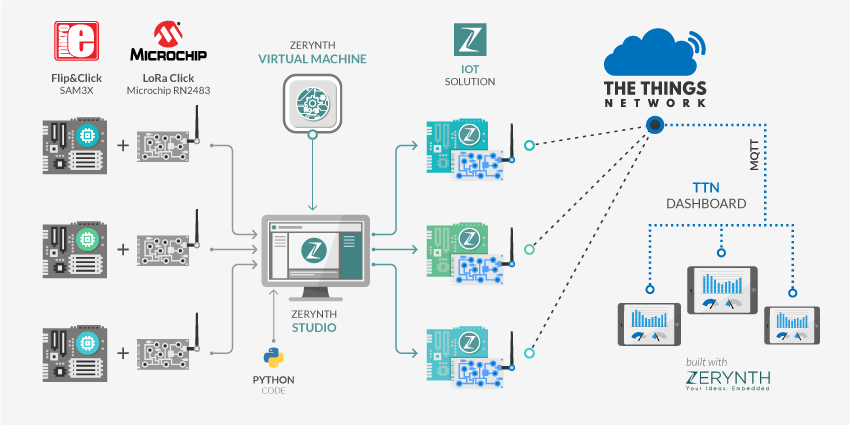 MIKRO e
MICROCHIP
Flip&Click
SAM3X
LoRa Click
Microchip RN2483
ZERYNTH
VIRTUAL MACHINE
IOT
SOLUTION
THE THINGS
NETWORK
MQTT
TTN
DASHBOARD
ZERYNTH
STUDIO
PYTHON
CODE
built with
ZERYNTH
Your Ideas. Embedded